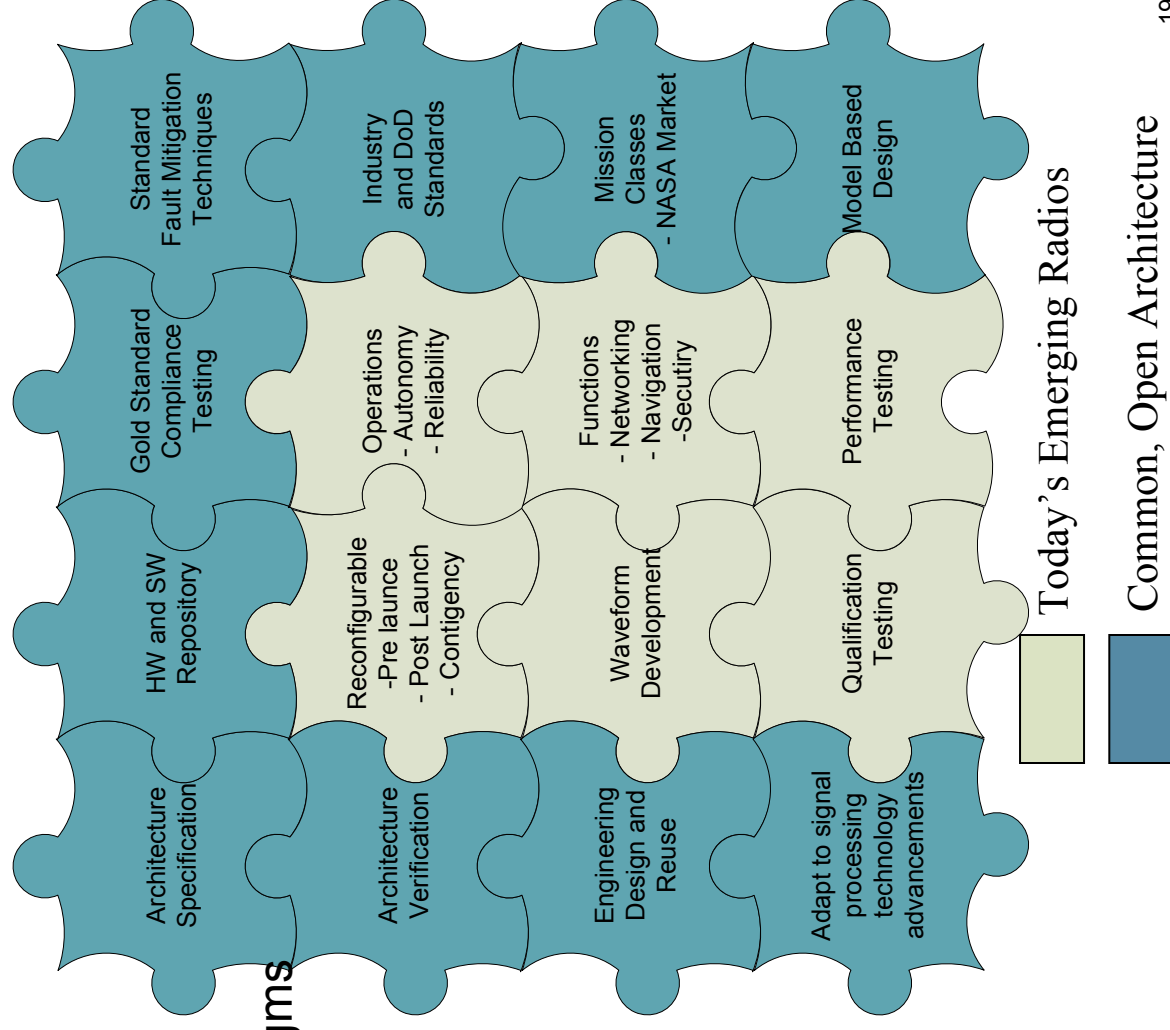 Architecture
Specification
HW and SW
Repository
Gold Standard
Compliance
Testing
Standard
Fault Mitigation
Techniques
Architecture
Verification
Reconfigurable
-Pre launce
- Post Launch
- Contigency
Operations
- Autonomy
- Reliability
Industry
and DoD
Standards
Engineering
Design and
Reuse
Waveform
Development
Functions
- Networking
- Navigation
-Secutiry
Mission
Classes
- NASA Market
Adapt to signal
processing
technology
advancements
Qualification
Testing
Performance
Testing
Model Based
Design
Today’s Emerging Radios
Common, Open Architecture
19